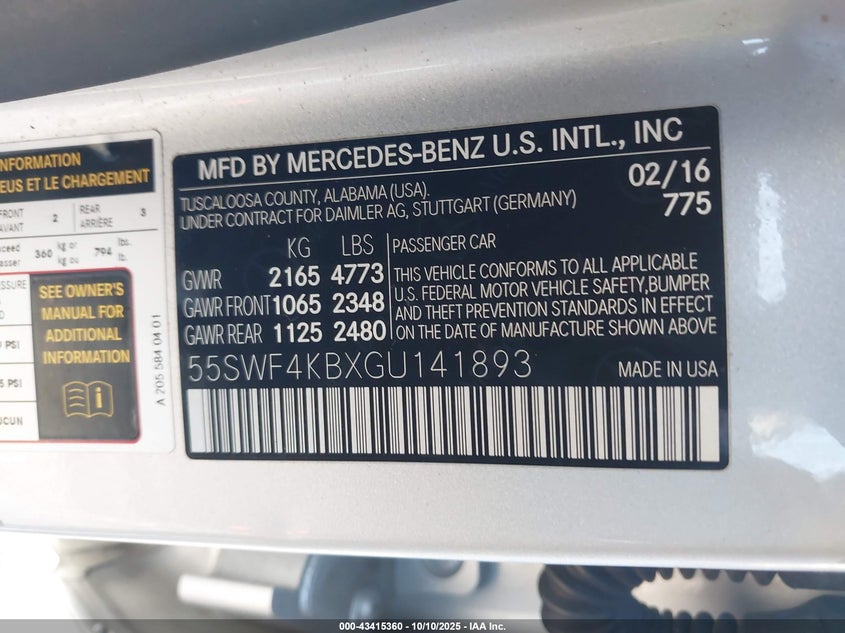 INFORMATION
EUS ET LE CHARGEMENT
FRONT 2 REAR 3
AVANT ARRIÈRE
360 kg or 794 lbs.
kg ou lb.
SEE OWNER'S
MANUAL FOR
ADDITIONAL
INFORMATION
PSI
5 PSI
A 205 584 04 01
MFD BY MERCEDES-BENZ U.S. INTL., INC
TUSCALOOSA COUNTY, ALABAMA (USA).
UNDER CONTRACT FOR DAIMLER AG, STUTTGART (GERMANY)
02/16
775
KG LBS
GVWR 2165 4773
GAWR FRONT 1065 2348
GAWR REAR 1125 2480
PASSENGER CAR
THIS VEHICLE CONFORMS TO ALL APPLICABLE
U.S. FEDERAL MOTOR VEHICLE SAFETY,BUMPER
AND THEFT PREVENTION STANDARDS IN EFFECT
ON THE DATE OF MANUFACTURE SHOWN ABOVE
55SWF4KBXGU141893
MADE IN USA
000-43415360 - 10/10/2025 - IAA Inc.